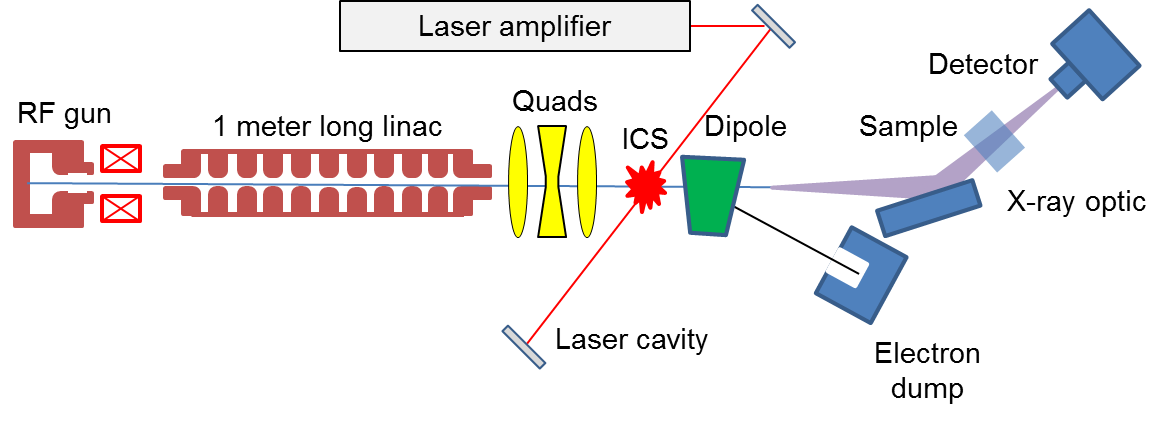 Laser amplifier
Detector
RF gun
Quads
1 meter long linac
ICS
Dipole
Sample
X-ray optic
Laser cavity
Electron
dump